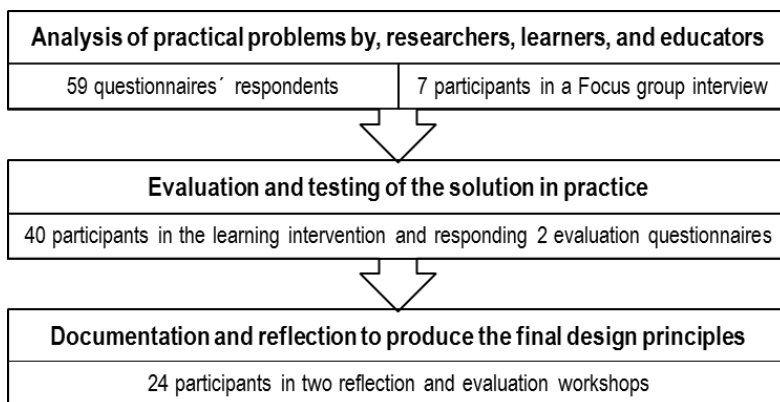 Analysis of practical problems by, researchers, learners, and educators
59 questionnaires´ respondents
7 participants in a Focus group interview
Evaluation and testing of the solution in practice
40 participants in the learning intervention and responding 2 evaluation questionnaires
Documentation and reflection to produce the final design principles
24 participants in two reflection and evaluation workshops